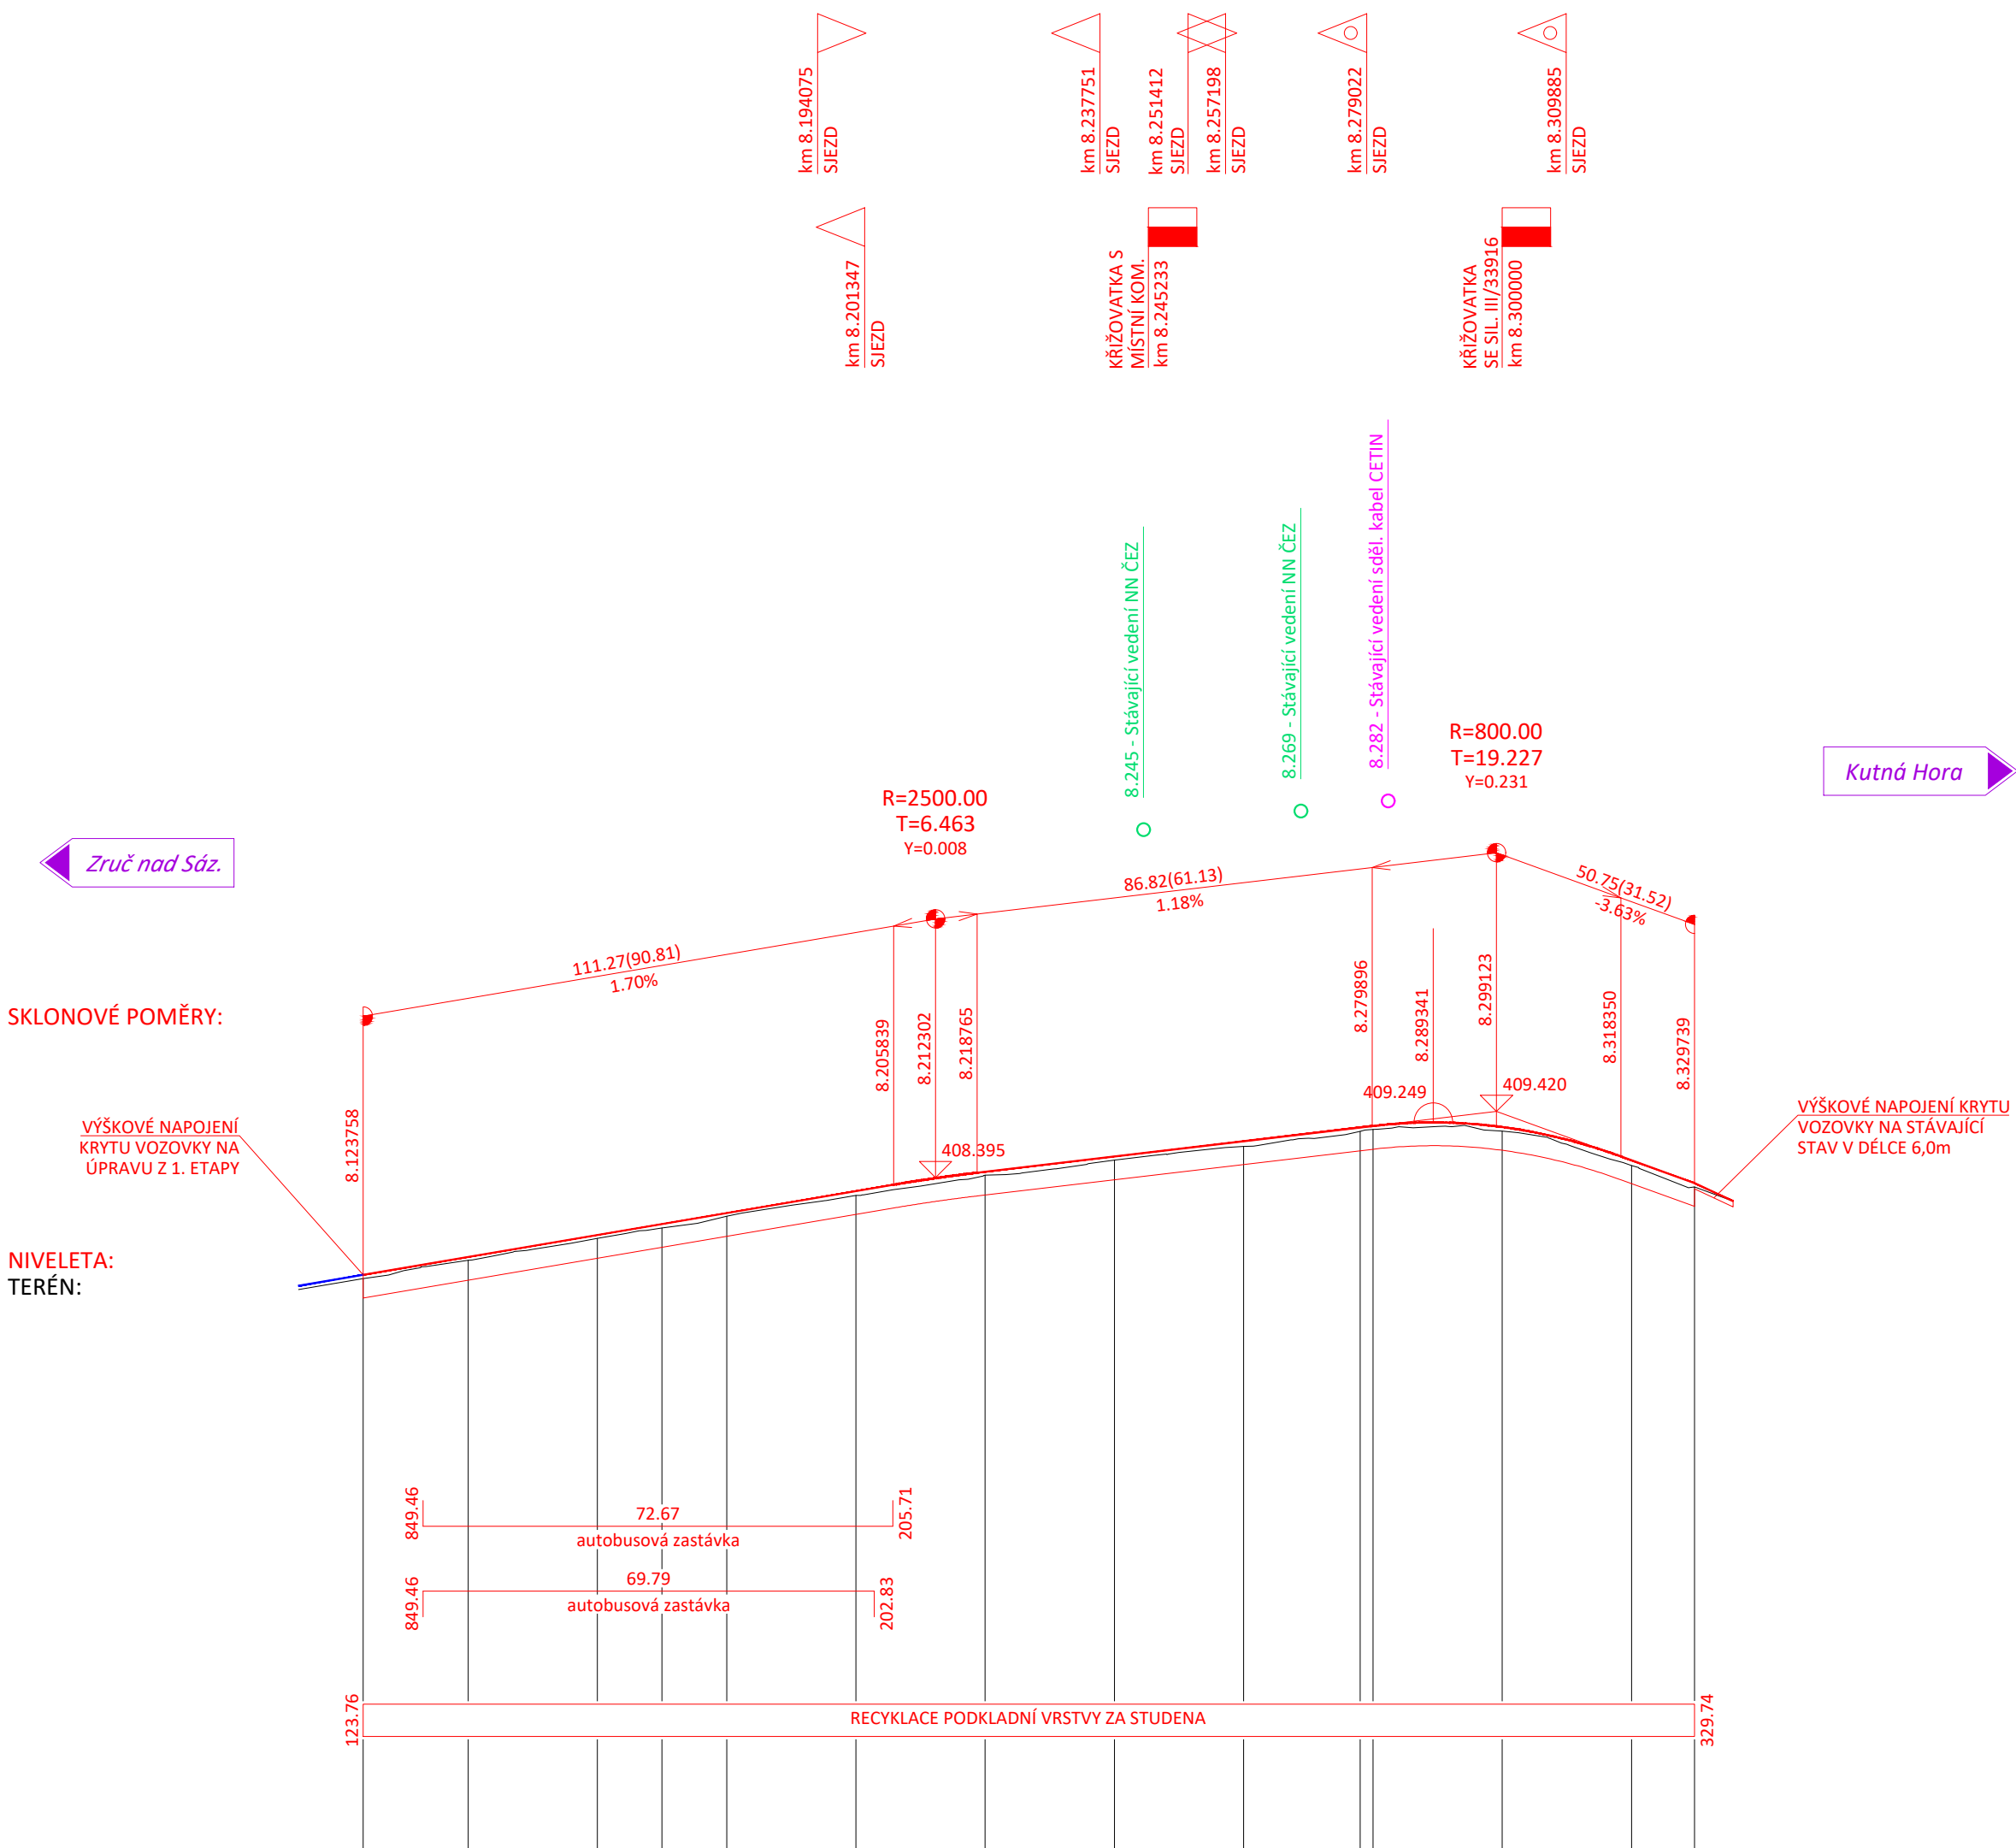 km 8.194075
SJEZD
km 8.237751
SJEZD
km 8.251412
SJEZD
km 8.257198
SJEZD
km 8.279022
SJEZD
km 8.309885
SJEZD
km 8.201347
SJEZD
KŘIŽOVATKA S
MÍSTNÍ KOM.
km 8.245233
KŘIŽOVATKA
SE SIL. III/33916
km 8.300000
8.245 - Stávající vedení NN ČEZ
8.269 - Stávající vedení NN ČEZ
8.282 - Stávající vedení sděl. kabel CETIN
R=800.00
T=19.227
Y=0.231
Kutná Hora
R=2500.00
T=6.463
Y=0.008
Zruč nad Sáz.
86.82(61.13)
1.18%
50.75(31.52)
-3.63%
111.27(90.81)
1.70%
SKLONOVÉ POMĚRY:
8.123758
8.205839
8.212302
8.218765
8.279896
8.289341
8.299123
8.318350
8.329739
409.249
409.420
408.395
VÝŠKOVÉ NAPOJENÍ
KRYTU VOZOVKY NA
ÚPRAVU Z 1. ETAPY
VÝŠKOVÉ NAPOJENÍ KRYTU
VOZOVKY NA STÁVAJÍCÍ
STAV V DÉLCE 6,0m
NIVELETA:
TERÉN:
849.46
72.67
autobusová zastávka
205.71
849.46
69.79
autobusová zastávka
202.83
123.76
RECYKLACE PODKLADNÍ VRSTVY ZA STUDENA
329.74